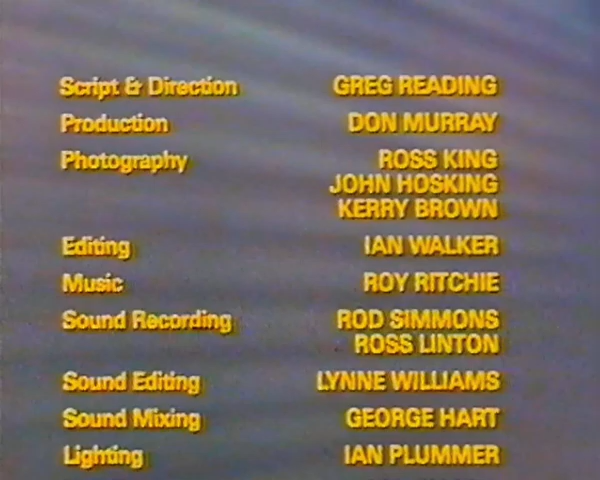 Script & Direction GREG READING
Production DON MURRAY
Photography ROSS KING
JOHN HOSKING
KERRY BROWN
Editing IAN WALKER
Music ROY RITCHIE
Sound Recording ROD SIMMONS
ROSS LINTON
Sound Editing LYNNE WILLIAMS
Sound Mixing GEORGE HART
Lighting IAN PLUMMER